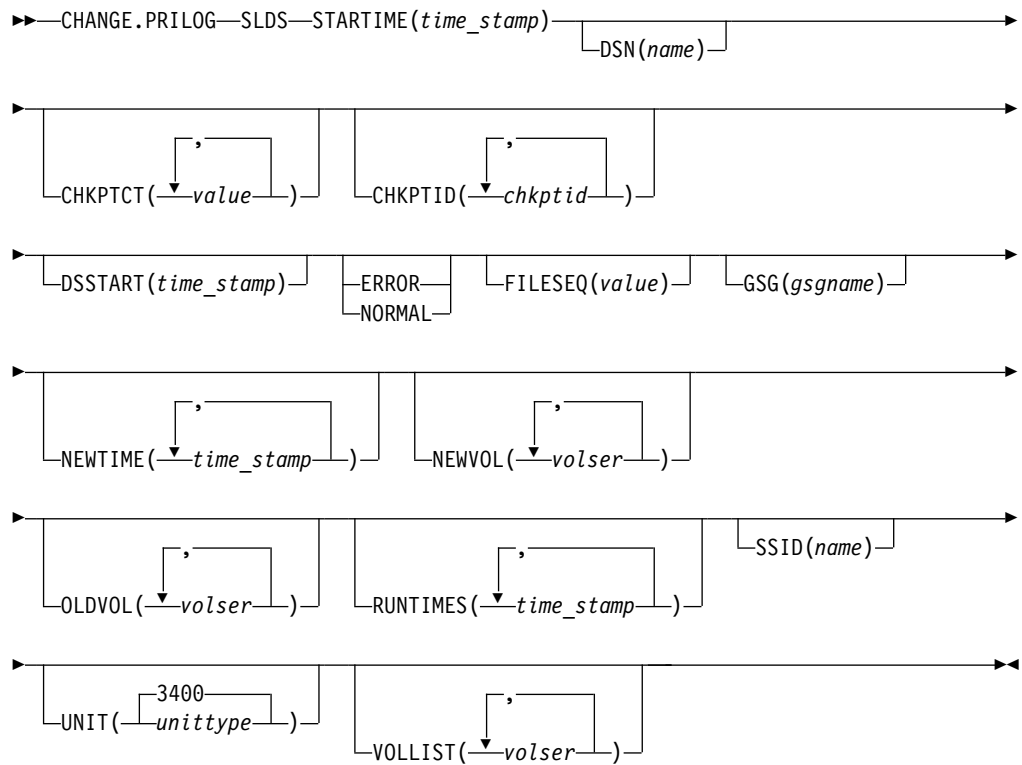 CHANGE.PRILOG SLDS STARTIME(time_stamp)
DSN(name)
, ,
CHKPTCT( value ) CHKPTID( chkptid )
DSSTART(time_stamp) ERROR FILESEQ(value) GSG(gsgname)
NORMAL
, ,
NEWTIME( time_stamp ) NEWVOL( volser )
, , SSID(name)
OLDVOL( volser ) RUNTIMES( time_stamp )
3400 ,
UNIT( unittype )
VOLLIST( volser )